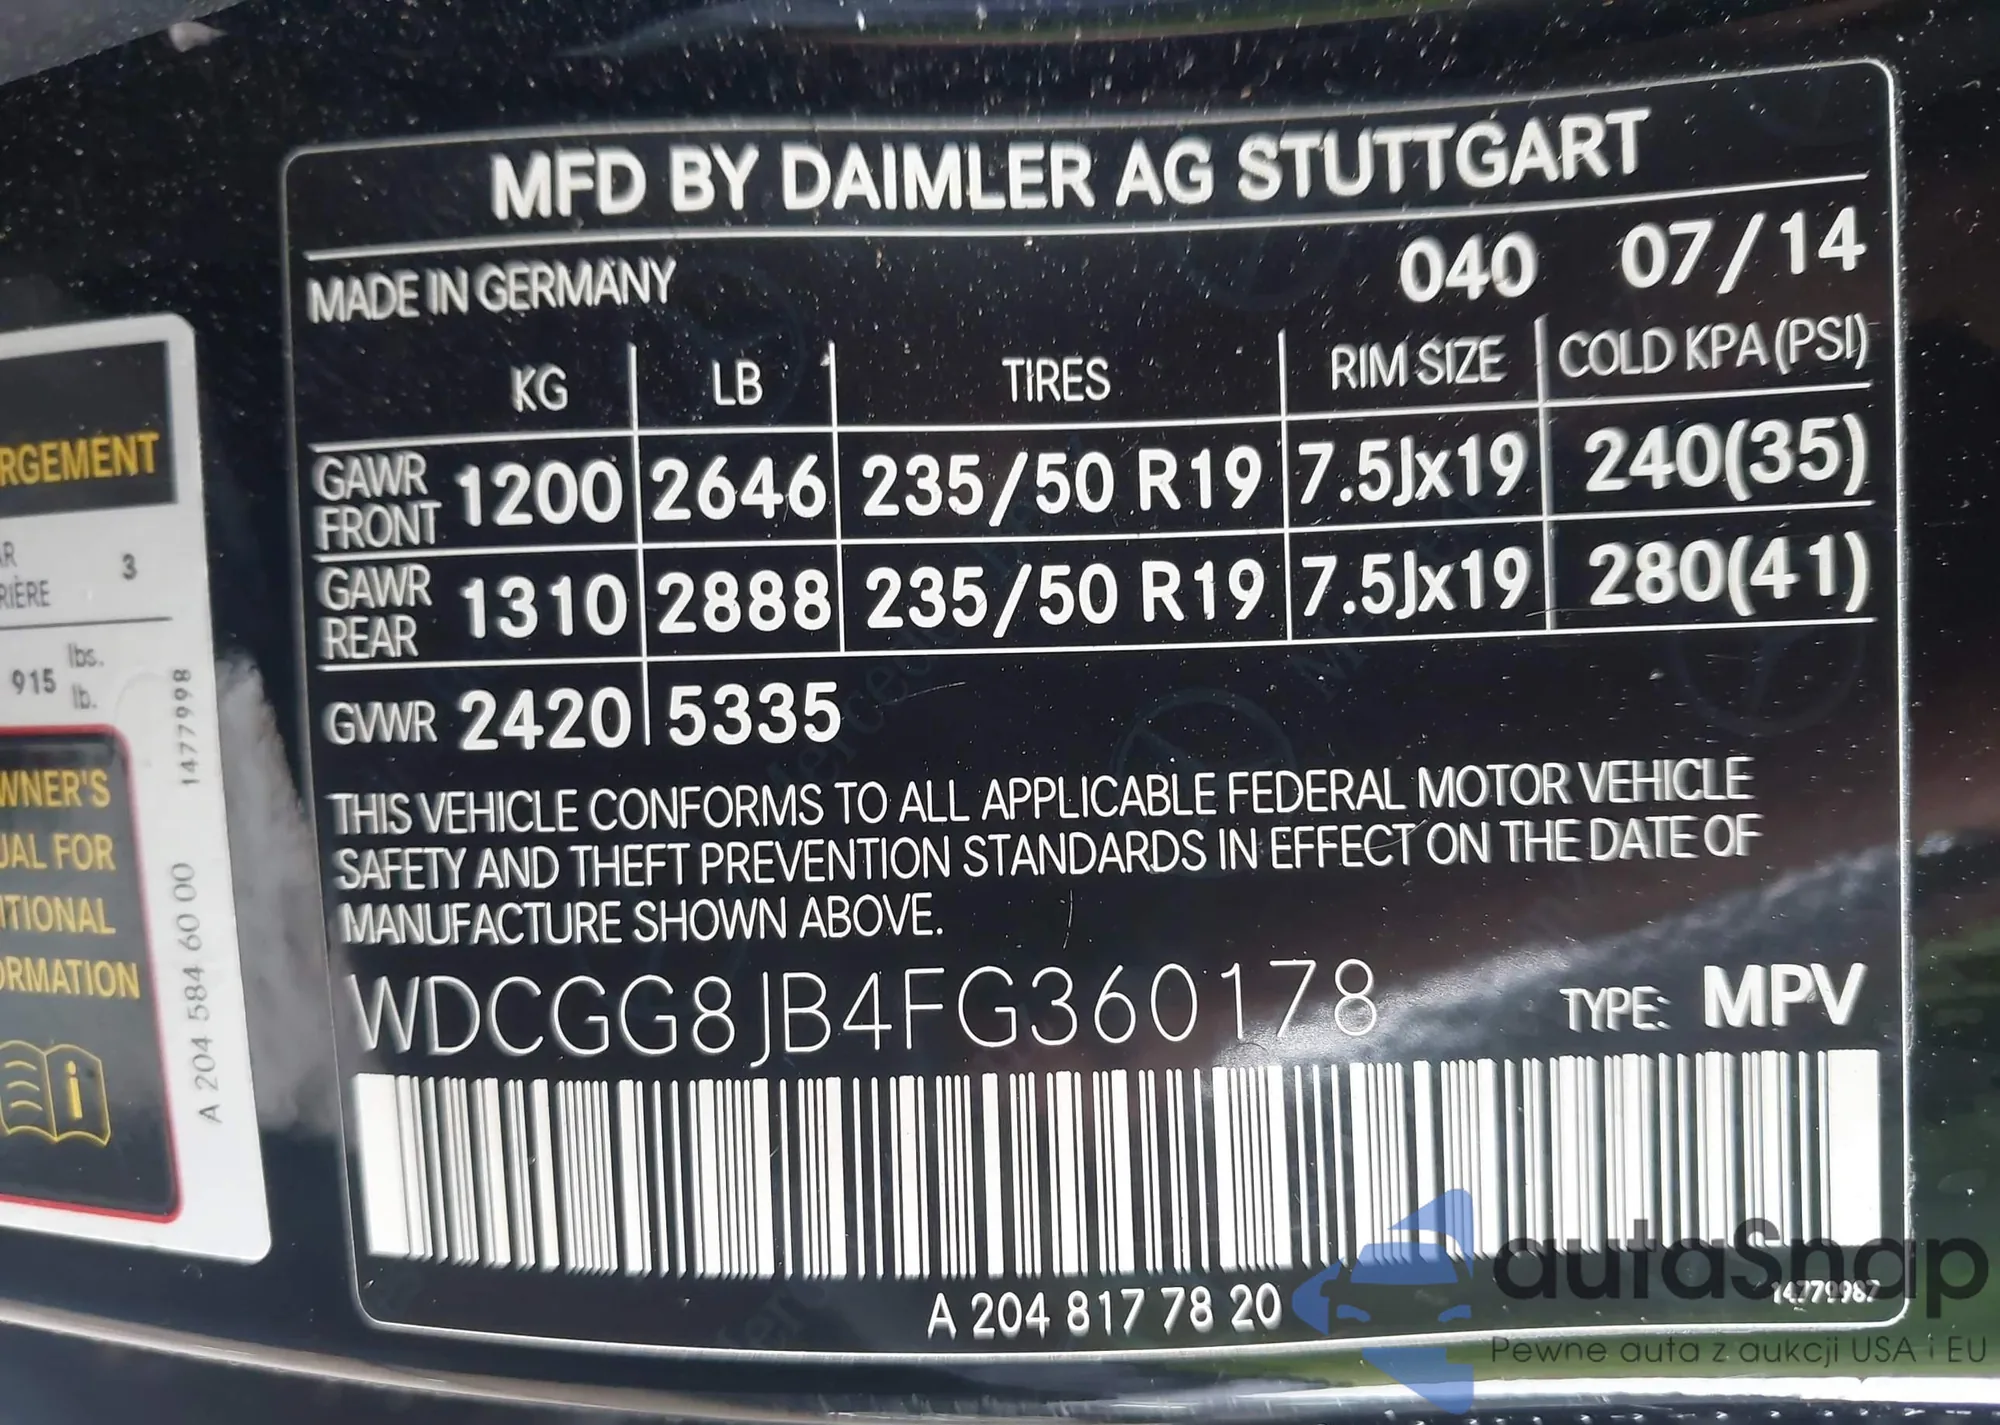 MFD BY DAIMLER AG STUTTGART
MADE IN GERMANY 040 07/14
KG LB TIRES RIM SIZE COLD KPA (PSI)
GAWR FRONT 1200 2646 235/50 R19 7.5Jx19 240(35)
GAWR REAR 1310 2888 235/50 R19 7.5Jx19 280(41)
GVWR 2420 5335
THIS VEHICLE CONFORMS TO ALL APPLICABLE FEDERAL MOTOR VEHICLE
SAFETY AND THEFT PREVENTION STANDARDS IN EFFECT ON THE DATE OF
MANUFACTURE SHOWN ABOVE.
WDCGG8JB4FG360178 TYPE: MPV
A 204 817 78 20
14779987
RGEMENT
AR
RIÈRE 3
915 lbs.
lb.
WNER'S
UAL FOR
ITIONAL
ORMATION
A 204 584 60 00 1477998
autaSnap
Pewne auta z aukcji USA i EU